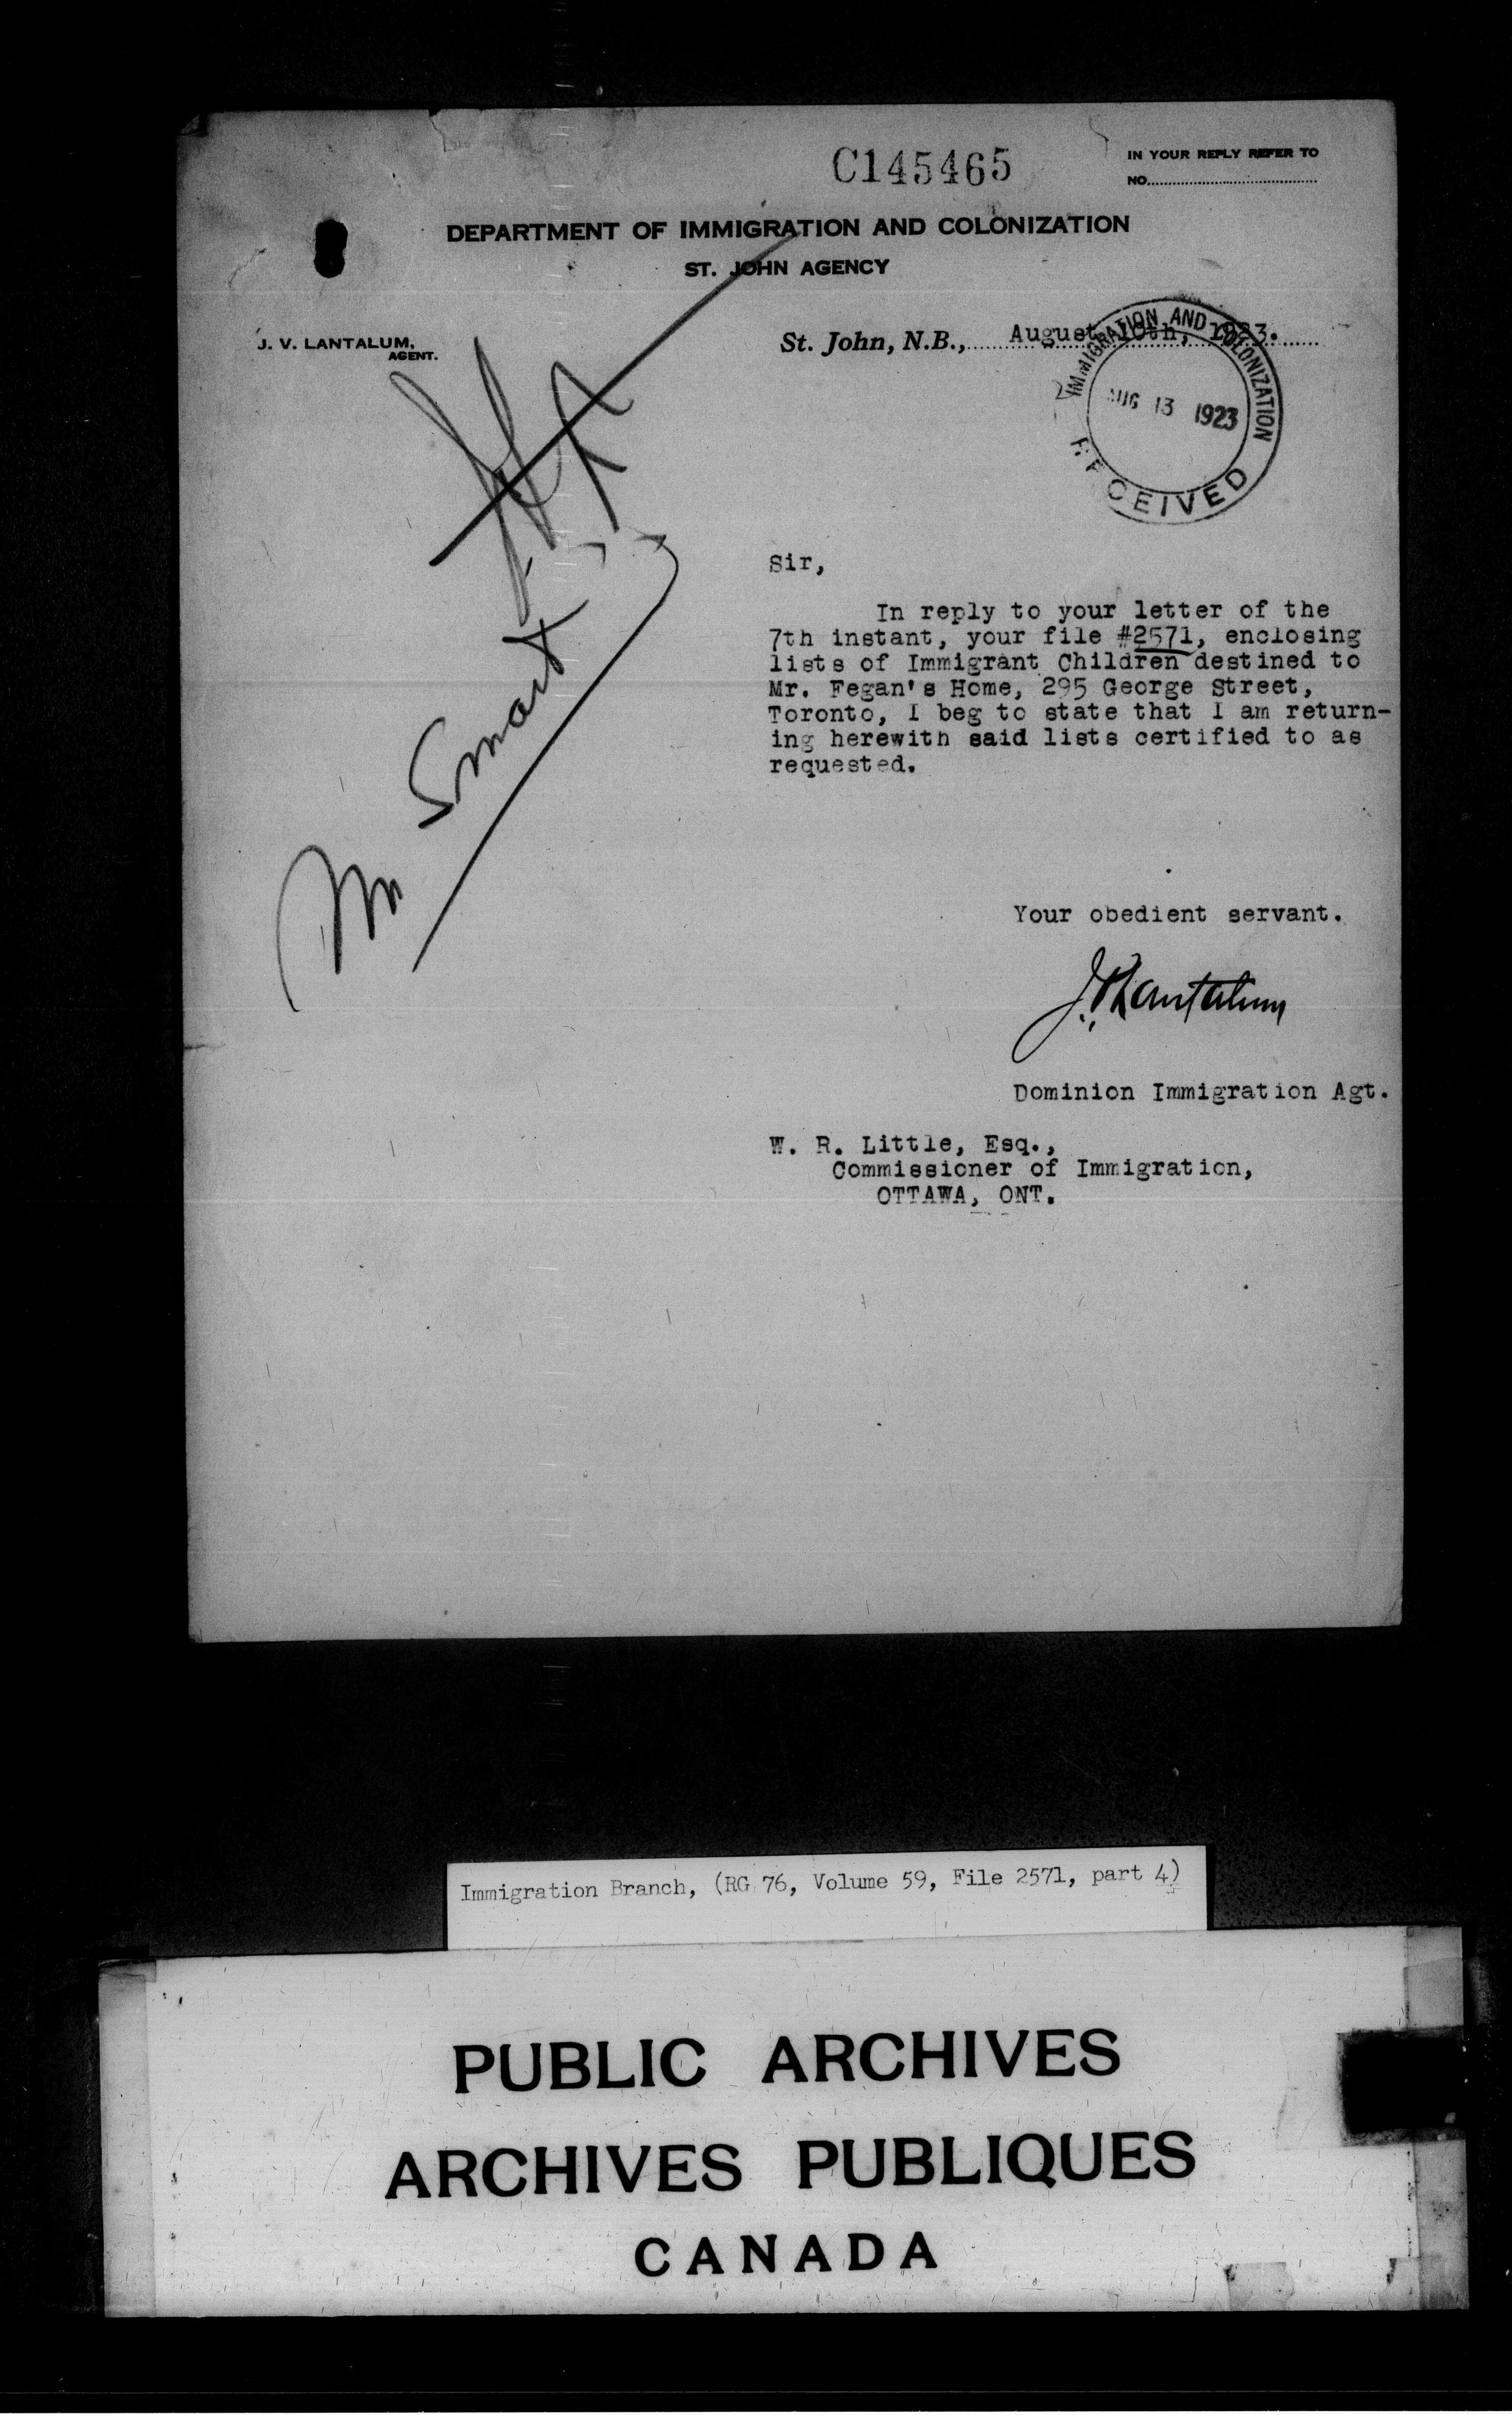 C145465
IN YOUR REPLY REFER TO
NO.
DEPARTMENT OF IMMIGRATION AND COLONIZATION
ST. JOHN AGENCY
J. V. LANTALUM,
AGENT.
St. John, N.B., August 10th, 1923.
IMMIGRATION AND COLONIZATION
AUG 13 1923
RECEIVED
Mr Smart
Sir,
In reply to your letter of the
7th instant, your file #2571, enclosing
lists of Immigrant Children destined to
Mr. Fegan's Home, 295 George Street,
Toronto, I beg to state that I am return-
ing herewith said lists certified to as
requested.
Your obedient servant.
J.V. Lantalum
Dominion Immigration Agt.
W. R. Little, Esq.,
Commissioner of Immigration,
OTTAWA, ONT.
Immigration Branch, (RG 76, Volume 59, File 2571, part 4)
PUBLIC ARCHIVES
ARCHIVES PUBLIQUES
CANADA